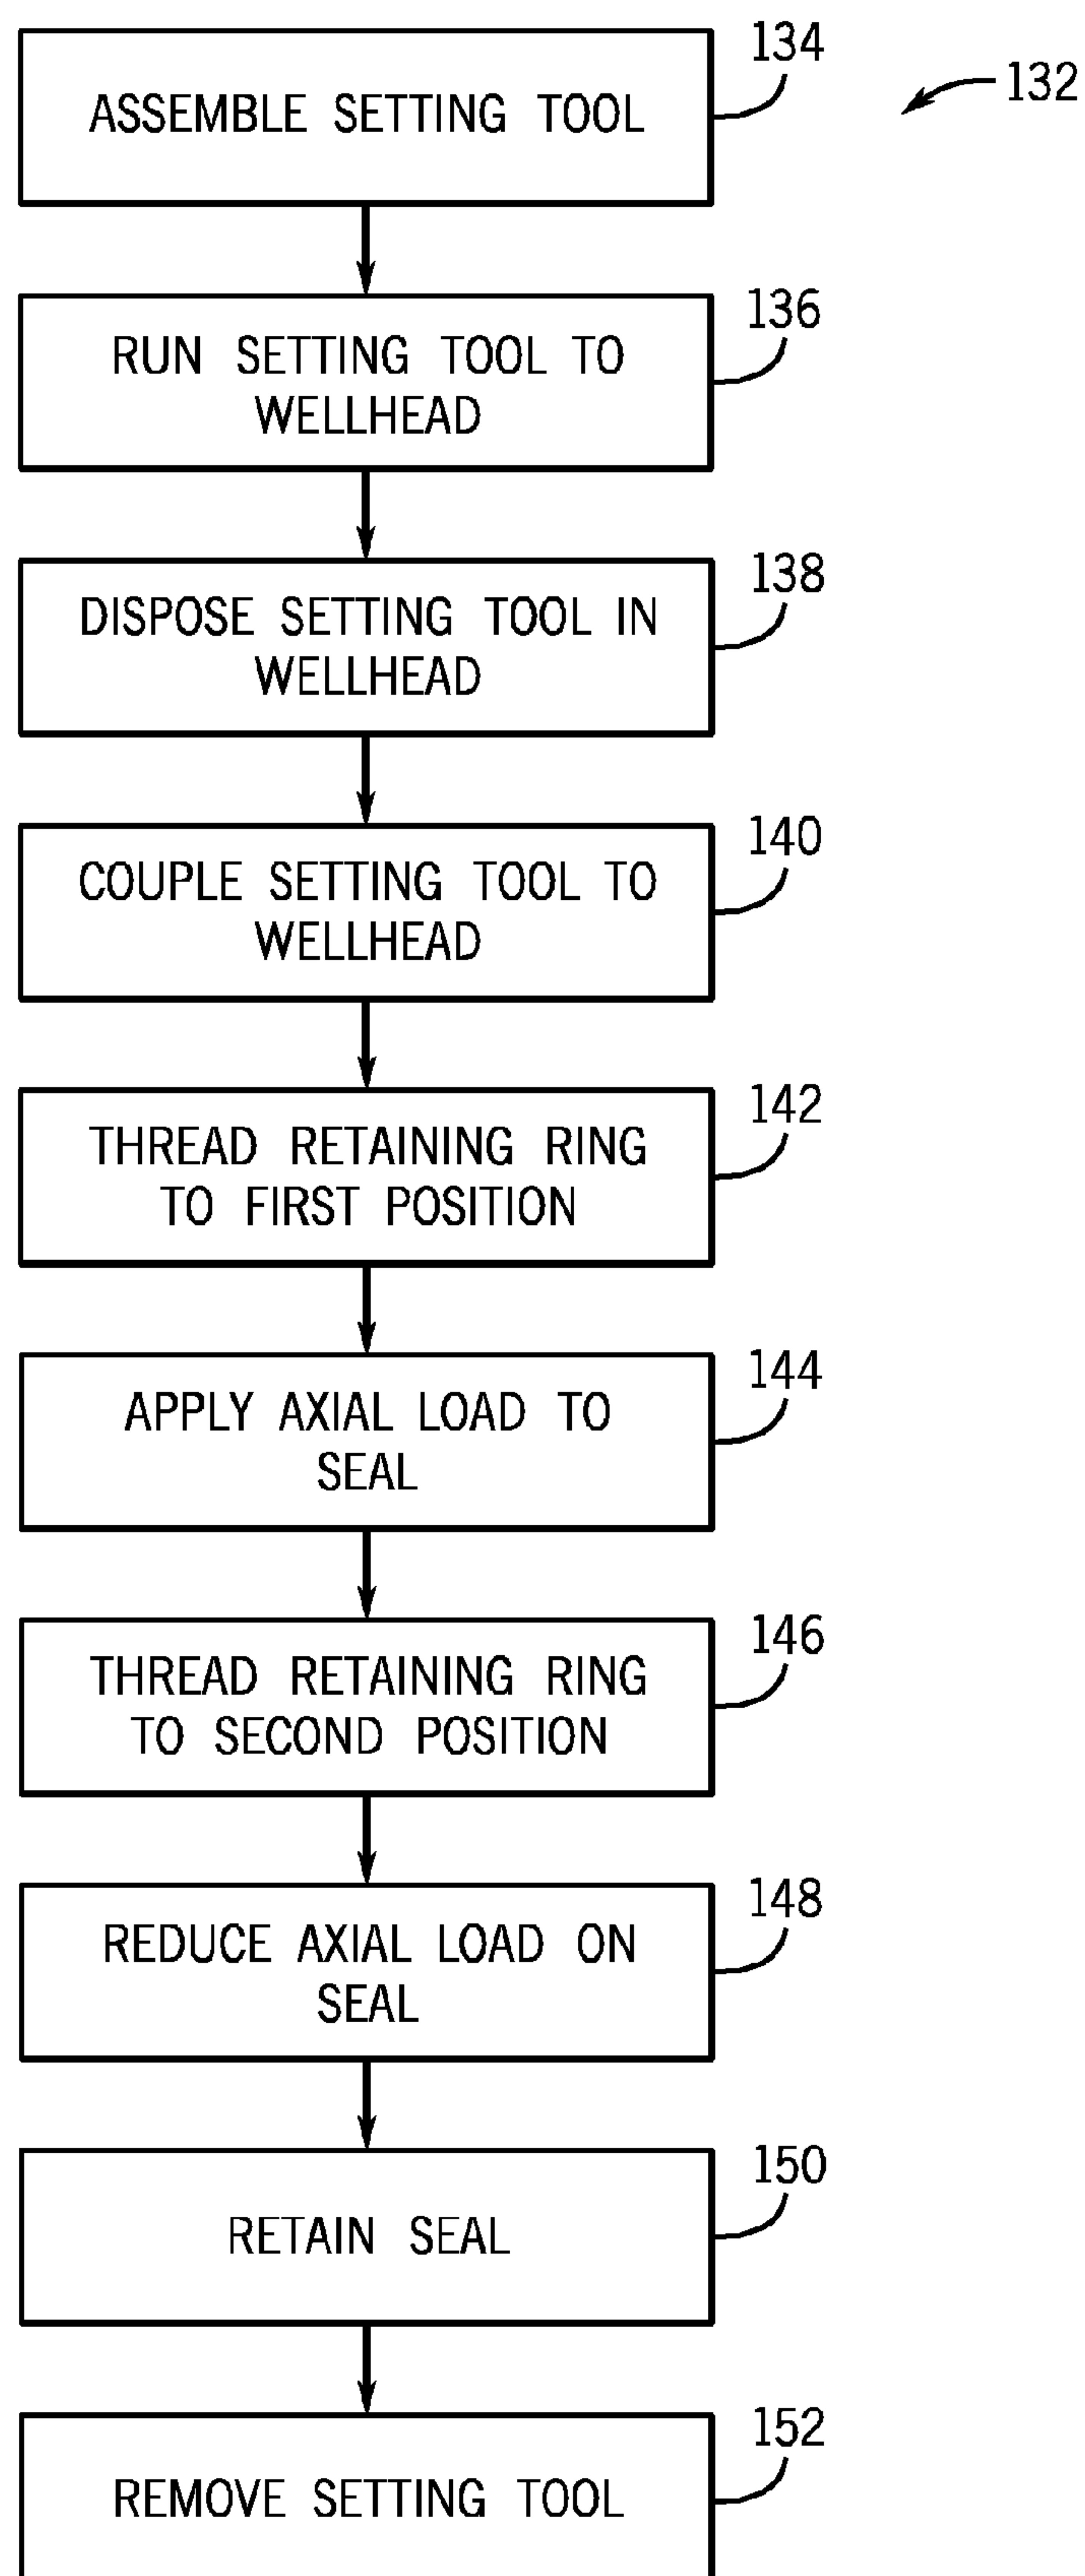 134
132
ASSEMBLE SETTING TOOL
136
RUN SETTING TOOL TO
WELLHEAD
138
DISPOSE SETTING TOOL IN
WELLHEAD
140
COUPLE SETTING TOOL TO
WELLHEAD
142
THREAD RETAINING RING
TO FIRST POSITION
144
APPLY AXIAL LOAD TO
SEAL
146
THREAD RETAINING RING
TO SECOND POSITION
148
REDUCE AXIAL LOAD ON
SEAL
150
RETAIN SEAL
152
REMOVE SETTING TOOL